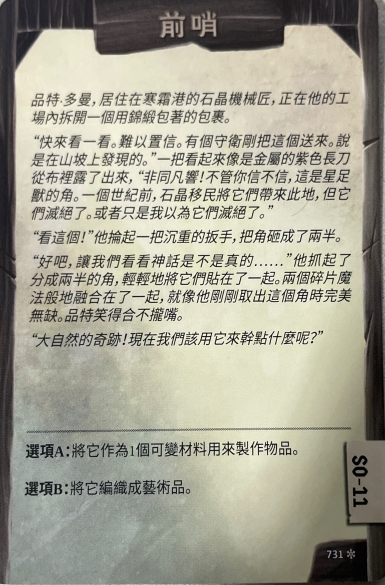 前哨
品特·多曼，居住在寒霜港的石晶機械匠，正在他的工
場內拆開一個用錦緞包著的包裹。
“快來看一看。難以置信。有個守衛剛把這個送來。說
是在山坡上發現的。”一把看起來像是金屬的紫色長刀
從布裡露了出來，“非同凡響！不管你信不信，這是星足
獸的角。一個世紀前，石晶移民將它們帶來此地，但它
們滅絕了。或者只是我以為它們滅絕了。”
“看這個！”他掄起一把沉重的扳手，把角砸成了兩半。
“好吧，讓我們看看神話是不是真的……”他抓起了
分成兩半的角，輕輕地將它們貼在了一起。兩個碎片魔
法般地融合在了一起，就像他剛剛取出這個角時完美
無缺。品特笑得合不攏嘴。
“大自然的奇跡！現在我們該用它來幹點什麼呢？”
選項A：將它作為1個可變材料用來製作物品。
選項B：將它編織成藝術品。
SO-11
731 ✲